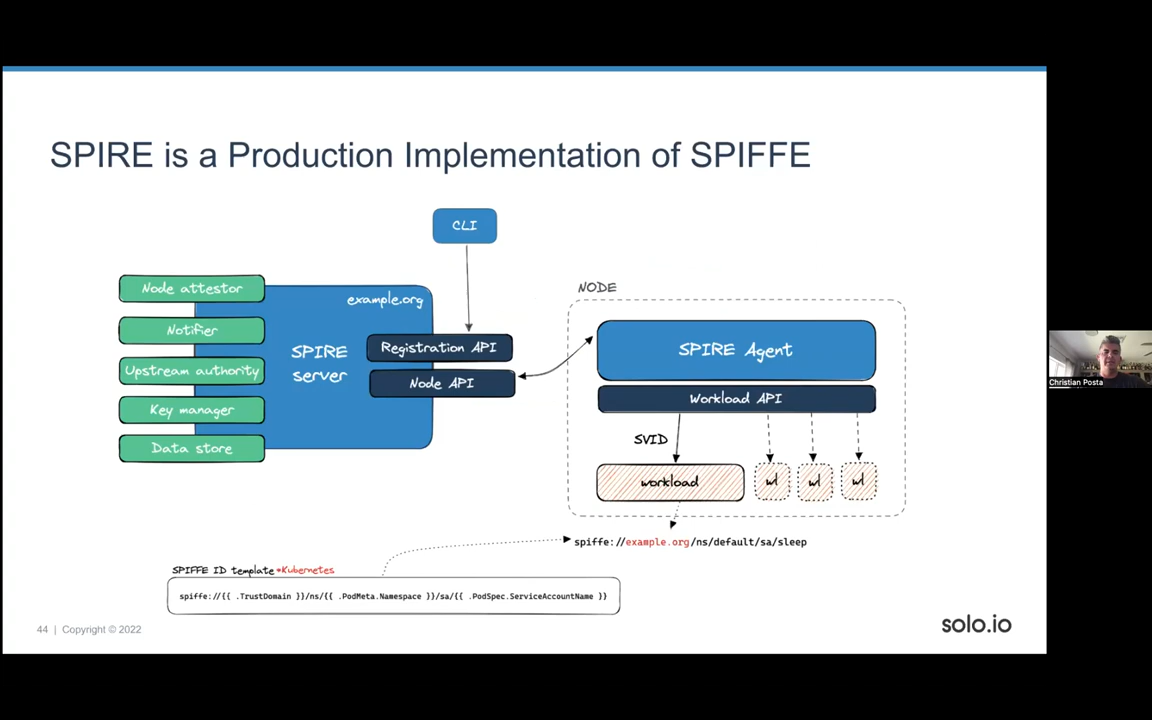 SPIRE is a Production Implementation of SPIFFE
CLI
NODE
Node attestor
example.org
Notifier
SPIRE
server
Registration API
SPIRE Agent
Upstream authority
Node API
Workload API
Key manager
SVID
Data store
workload
wl
wl
wl
spiffe://example.org/ns/default/sa/sleep
SPIFFE ID template *Kubernetes
spiffe://{{ .TrustDomain }}/ns/{{ .PodMeta.Namespace }}/sa/{{ .PodSpec.ServiceAccountName }}
44 | Copyright © 2022
solo.io
Christian Posta